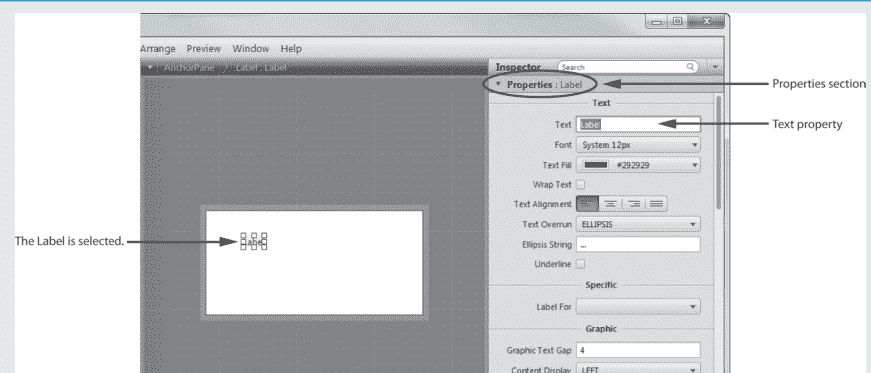 Arrange Preview Window Help
AnchorPane Label : Label
Inspector Search
Properties : Label
Properties section
Text
Text Label
Text property
Font System 12px
Text Fill #292929
Wrap Text
Text Alignment
Text Overrun ELLIPSIS
The Label is selected.
Label
Ellipsis String ...
Underline
Specific
Label For
Graphic
Graphic Text Gap 4
Content Display LEFT